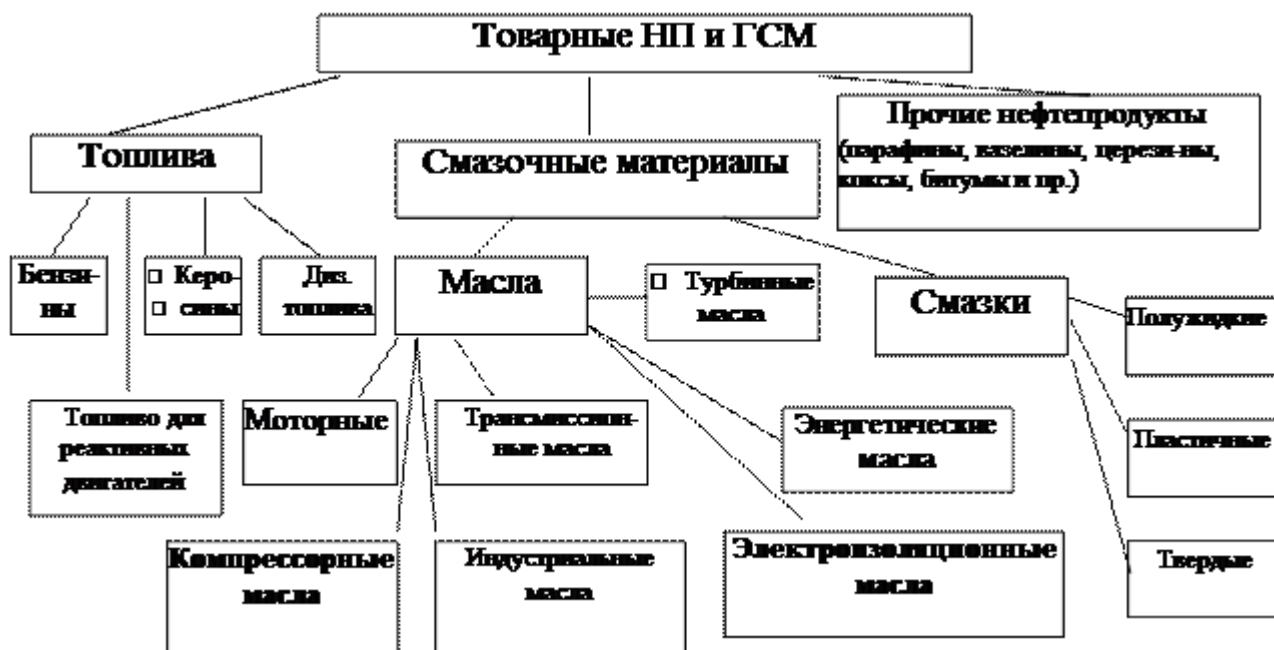 Товарные НП и ГСМ
Прочие нефтепродукты
(парафины, вазелины, церези-ны,
коксы, битумы и пр.)
Топлива
Смазочные материалы
Бензи-
ны
Керо-
сины
Диз.
топлива
Масла
Турбинные
масла
Смазки
Полужидкие
Топливо для
реактивных
двигателей
Моторные
Трансмиссион-
ные масла
Энергетические
масла
Пластичные
Компрессорные
масла
Индустриальные
масла
Электроизоляционные
масла
Твердые